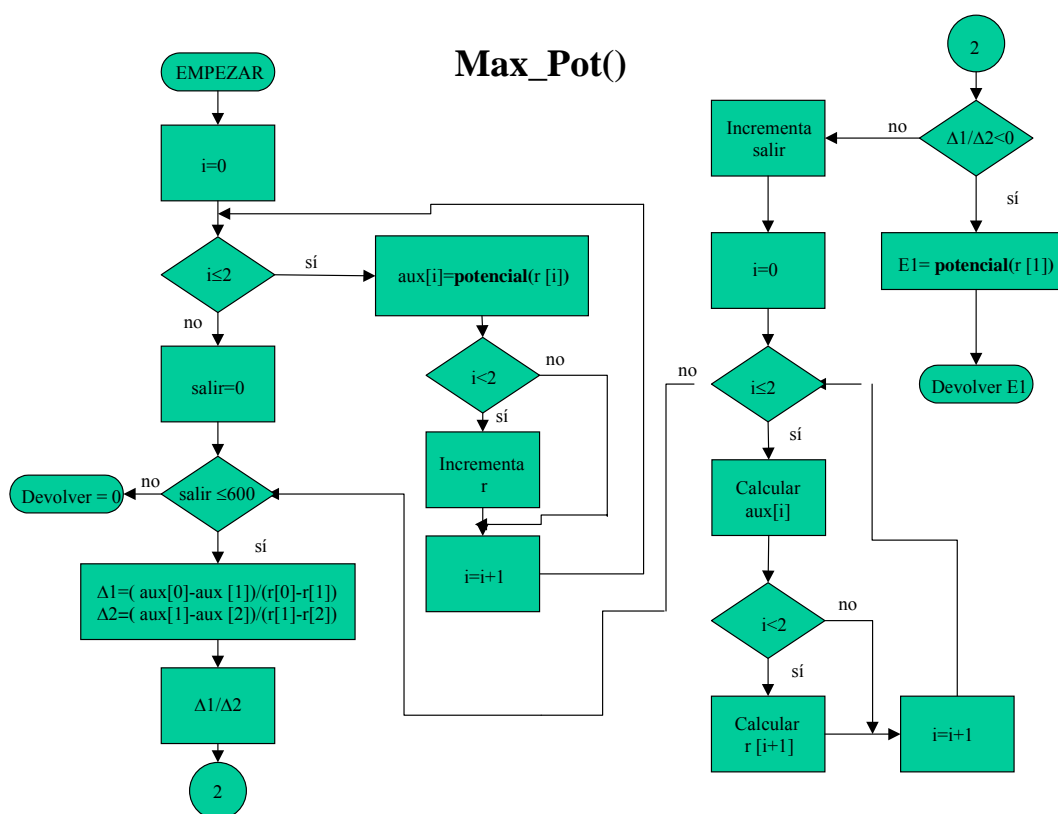 Max_Pot()
EMPEZAR
i=0
i≤2
sí
aux[i]=potencial(r [i])
no
i<2
no
sí
Incrementa
r
i=i+1
salir=0
salir ≤600
no
Devolver = 0
sí
Δ1=( aux[0]-aux [1])/(r[0]-r[1])
Δ2=( aux[1]-aux [2])/(r[1]-r[2])
Δ1/Δ2
2
2
Δ1/Δ2<0
no
sí
E1= potencial(r [1])
Devolver E1
Incrementa
salir
i=0
i≤2
no
sí
Calcular
aux[i]
i<2
no
sí
Calcular
r [i+1]
i=i+1